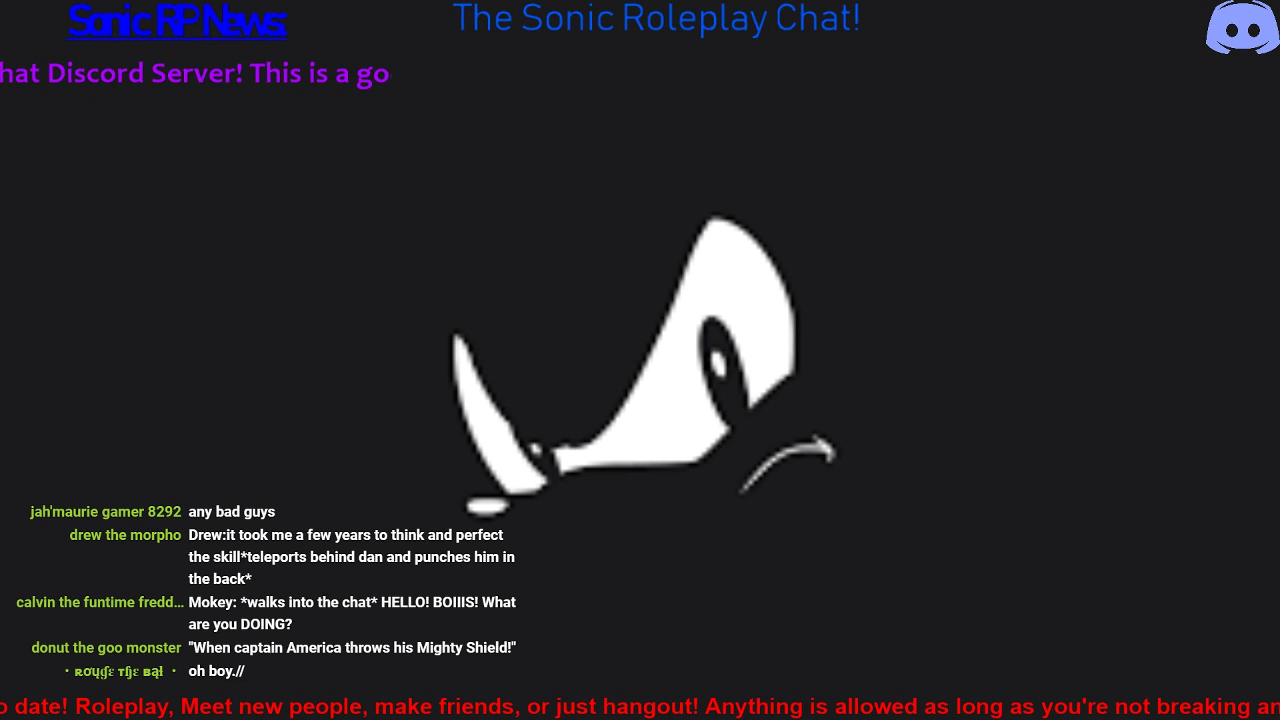 Sonic RP News:
The Sonic Roleplay Chat!
hat Discord Server! This is a go
jah'maurie gamer 8292 any bad guys
drew the morpho Drew:it took me a few years to think and perfect
the skill*teleports behind dan and punches him in
the back*
calvin the funtime fredd... Mokey: *walks into the chat* HELLO! BOIIIS! What
are you DOING?
donut the goo monster "When captain America throws his Mighty Shield!"
・ ʀσųɠɛ тɧɛ вąɬ ・ oh boy.//
o date! Roleplay, Meet new people, make friends, or just hangout! Anything is allowed as long as you're not breaking an